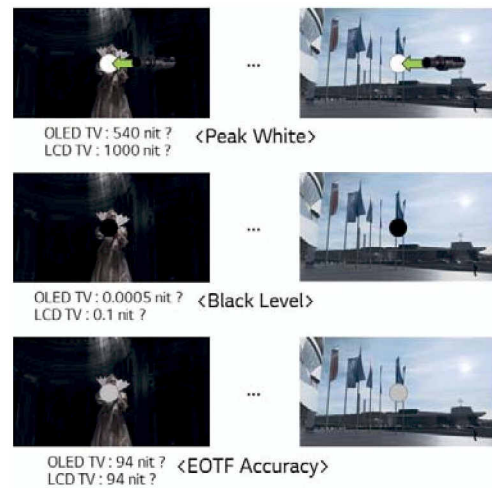 ...
OLED TV : 540 nit ? <Peak White>
LCD TV : 1000 nit ?
...
OLED TV : 0.0005 nit ? <Black Level>
LCD TV : 0.1 nit ?
...
OLED TV : 94 nit ? <EOTF Accuracy>
LCD TV : 94 nit ?